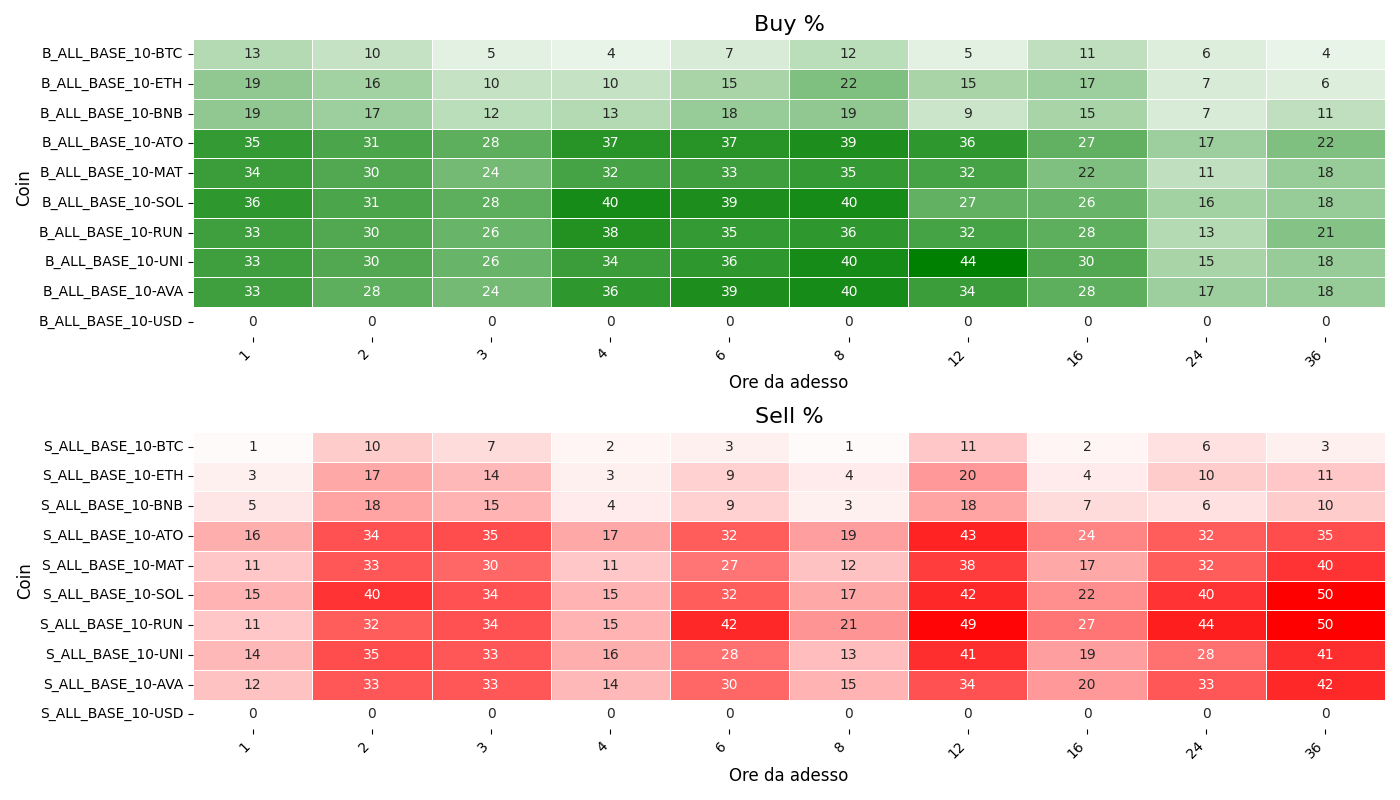 Buy %
Coin
B_ALL_BASE_10-BTC 13 10 5 4 7 12 5 11 6 4
B_ALL_BASE_10-ETH 19 16 10 10 15 22 15 17 7 6
B_ALL_BASE_10-BNB 19 17 12 13 18 19 9 15 7 11
B_ALL_BASE_10-ATO 35 31 28 37 37 39 36 27 17 22
B_ALL_BASE_10-MAT 34 30 24 32 33 35 32 22 11 18
B_ALL_BASE_10-SOL 36 31 28 40 39 40 27 26 16 18
B_ALL_BASE_10-RUN 33 30 26 38 35 36 32 28 13 21
B_ALL_BASE_10-UNI 33 30 26 34 36 40 44 30 15 18
B_ALL_BASE_10-AVA 33 28 24 36 39 40 34 28 17 18
B_ALL_BASE_10-USD 0 0 0 0 0 0 0 0 0 0
1 2 3 4 6 8 12 16 24 36
Ore da adesso
Sell %
Coin
S_ALL_BASE_10-BTC 1 10 7 2 3 1 11 2 6 3
S_ALL_BASE_10-ETH 3 17 14 3 9 4 20 4 10 11
S_ALL_BASE_10-BNB 5 18 15 4 9 3 18 7 6 10
S_ALL_BASE_10-ATO 16 34 35 17 32 19 43 24 32 35
S_ALL_BASE_10-MAT 11 33 30 11 27 12 38 17 32 40
S_ALL_BASE_10-SOL 15 40 34 15 32 17 42 22 40 50
S_ALL_BASE_10-RUN 11 32 34 15 42 21 49 27 44 50
S_ALL_BASE_10-UNI 14 35 33 16 28 13 41 19 28 41
S_ALL_BASE_10-AVA 12 33 33 14 30 15 34 20 33 42
S_ALL_BASE_10-USD 0 0 0 0 0 0 0 0 0 0
1 2 3 4 6 8 12 16 24 36
Ore da adesso